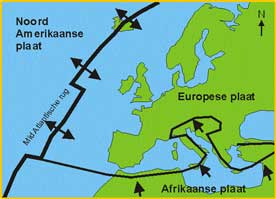 Noord
Amerikaanse
plaat
N
Europese plaat
Mid Atlantische rug
Afrikaanse plaat